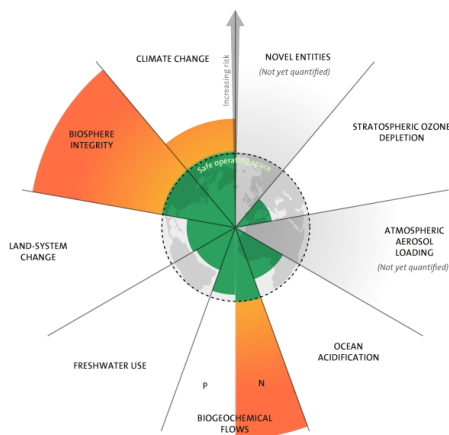 CLIMATE CHANGE
Increasing risk
NOVEL ENTITIES
(Not yet quantified)
STRATOSPHERIC OZONE
DEPLETION
BIOSPHERE
INTEGRITY
Safe operating space
ATMOSPHERIC
AEROSOL
LOADING
(Not yet quantified)
LAND-SYSTEM
CHANGE
OCEAN
ACIDIFICATION
FRESHWATER USE
P
N
BIOGEOCHEMICAL
FLOWS